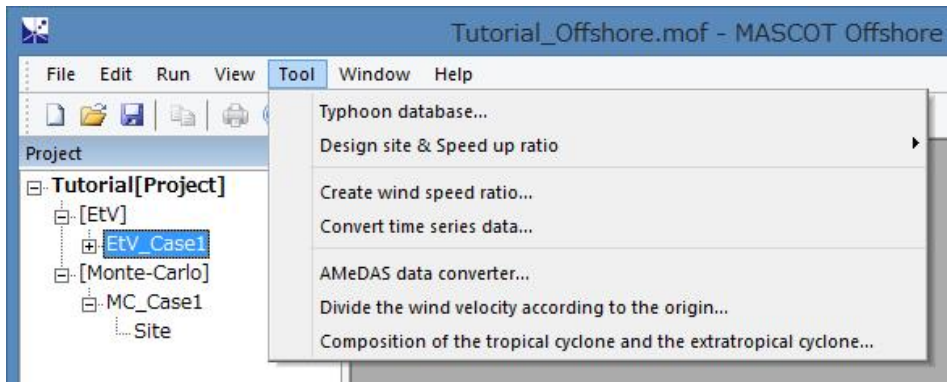 Tutorial_Offshore.mof - MASCOT Offshore
File Edit Run View Tool Window Help
Typhoon database...
Design site & Speed up ratio
Create wind speed ratio...
Convert time series data...
AMeDAS data converter...
Divide the wind velocity according to the origin...
Composition of the tropical cyclone and the extratropical cyclone...
Project
Tutorial[Project]
[EtV]
EtV_Case1
[Monte-Carlo]
MC_Case1
Site